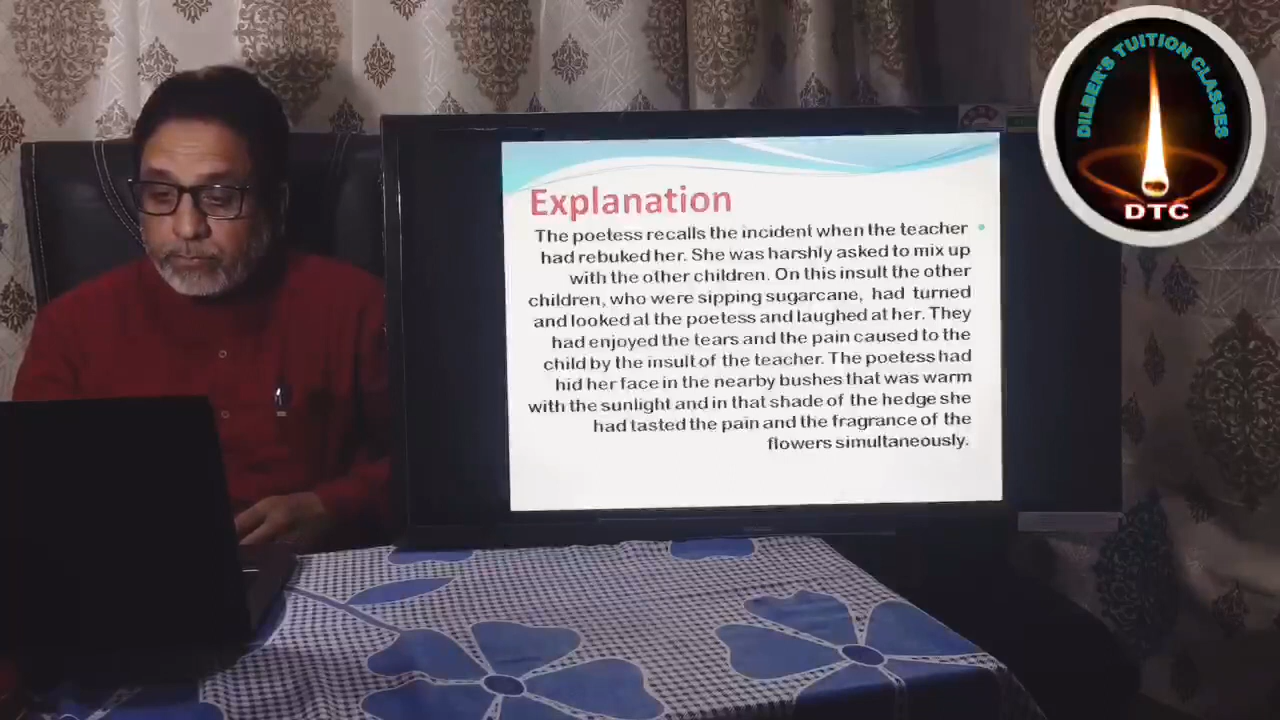 DILBER'S TUITION CLASSES
DTC
Explanation
The poetess recalls the incident when the teacher
had rebuked her. She was harshly asked to mix up
with the other children. On this insult the other
children, who were sipping sugarcane, had turned
and looked at the poetess and laughed at her. They
had enjoyed the tears and the pain caused to the
child by the insult of the teacher. The poetess had
hid her face in the nearby bushes that was warm
with the sunlight and in that shade of the hedge she
had tasted the pain and the fragrance of the
flowers simultaneously.